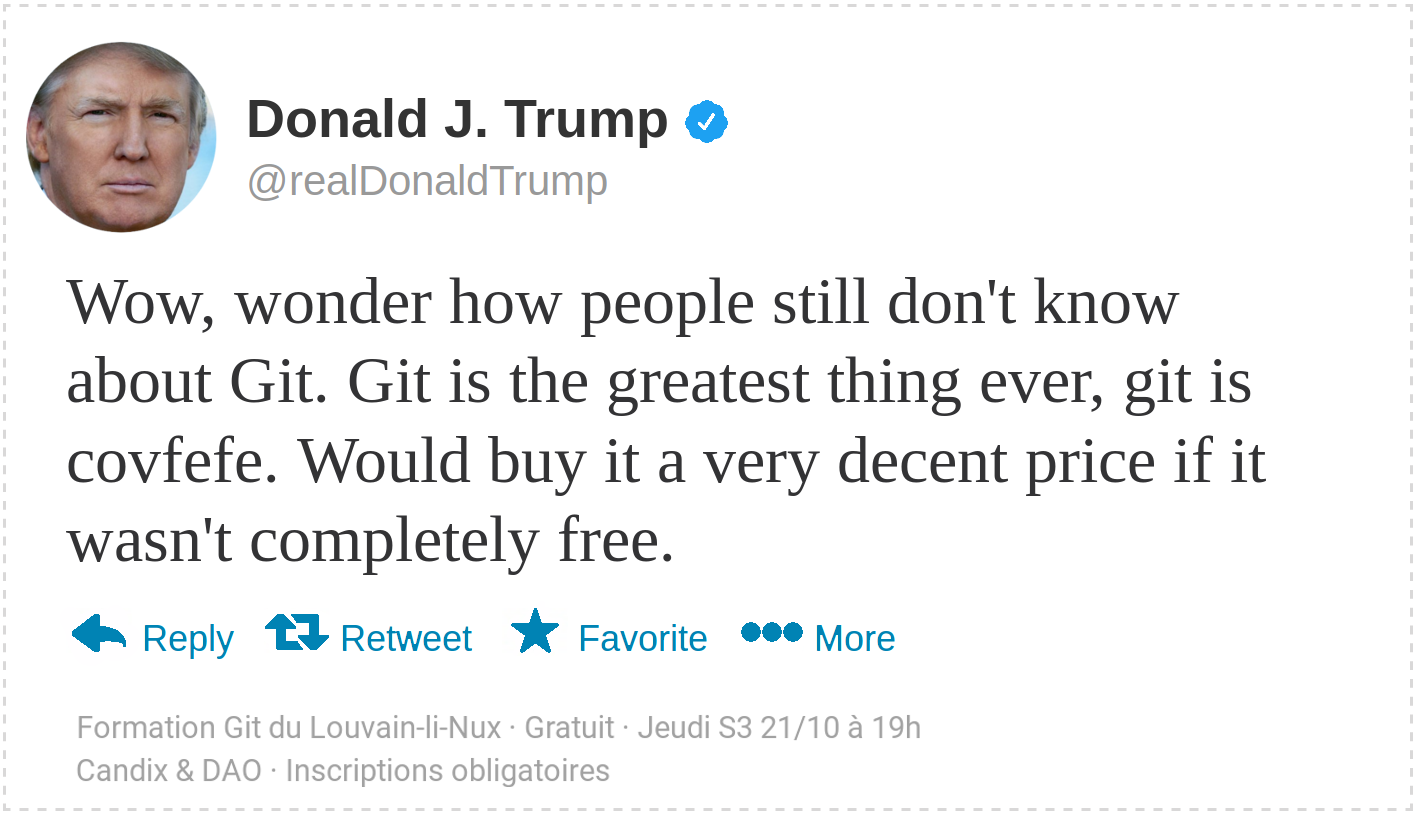 Donald J. Trump
@realDonaldTrump
Wow, wonder how people still don't know
about Git. Git is the greatest thing ever, git is
covfefe. Would buy it a very decent price if it
wasn't completely free.
Reply Retweet Favorite More
Formation Git du Louvain-li-Nux · Gratuit · Jeudi S3 21/10 à 19h
Candix & DAO · Inscriptions obligatoires